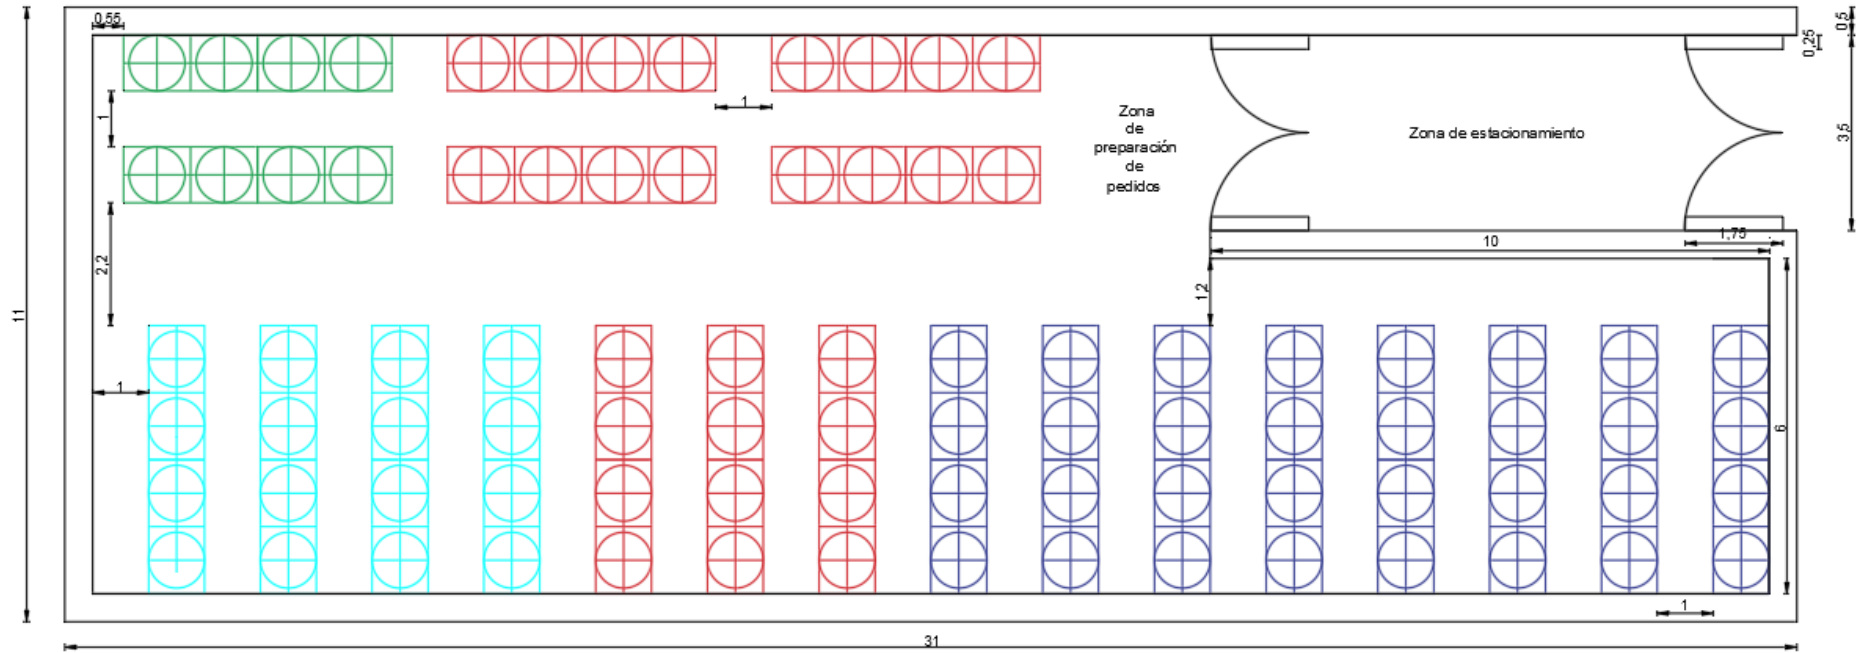 0,55
0,5
0,25
1
1
Zona
de
preparación
de
pedidos
Zona de estacionamiento
3,5
10
1,75
2,2
1,2
11
1
6
1
31